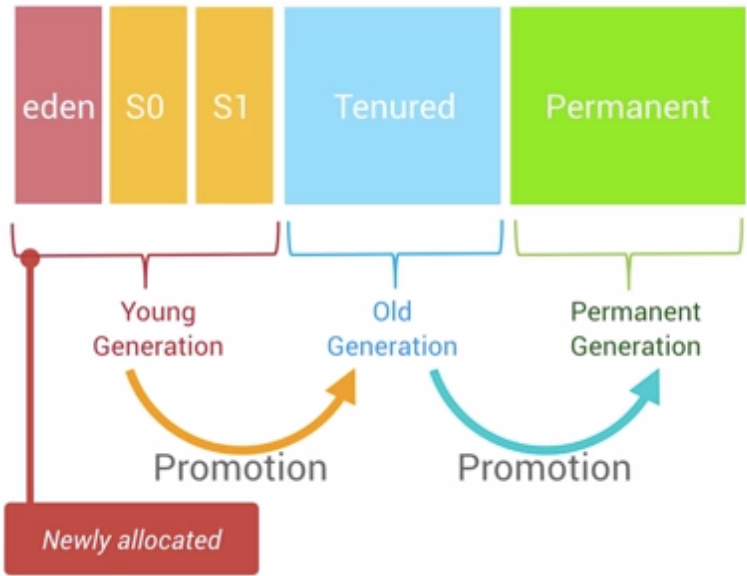 eden S0 S1 Tenured Permanent
Young
Generation
Old
Generation
Permanent
Generation
Promotion
Promotion
Newly allocated